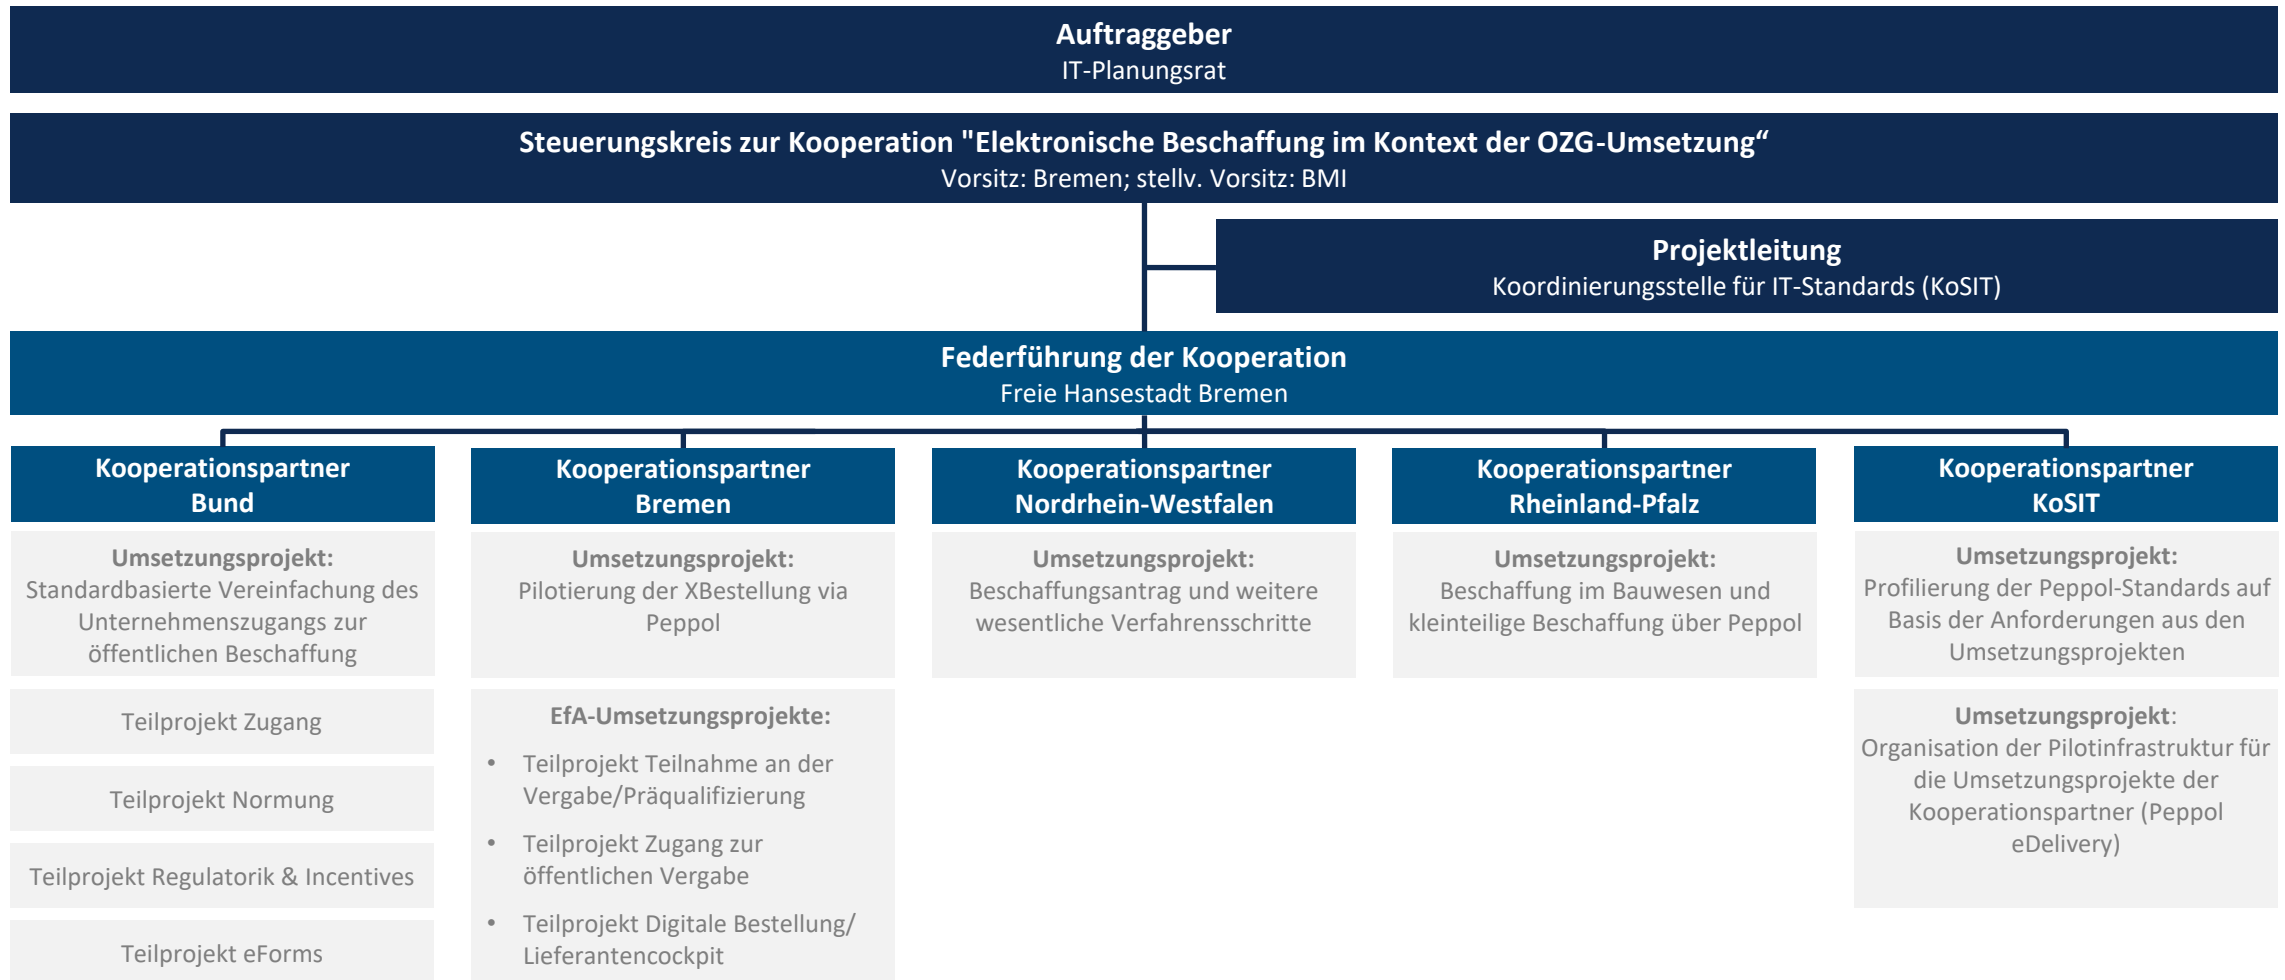 Auftraggeber
IT-Planungsrat
Steuerungskreis zur Kooperation "Elektronische Beschaffung im Kontext der OZG-Umsetzung“
Vorsitz: Bremen; stellv. Vorsitz: BMI
Projektleitung
Koordinierungsstelle für IT-Standards (KoSIT)
Federführung der Kooperation
Freie Hansestadt Bremen
Kooperationspartner
Bund
Umsetzungsprojekt:
Standardbasierte Vereinfachung des
Unternehmenszugangs zur
öffentlichen Beschaffung
Teilprojekt Zugang
Teilprojekt Normung
Teilprojekt Regulatorik & Incentives
Teilprojekt eForms
Kooperationspartner
Bremen
Umsetzungsprojekt:
Pilotierung der XBestellung via
Peppol
EfA-Umsetzungsprojekte:
• Teilprojekt Teilnahme an der
Vergabe/Präqualifizierung
• Teilprojekt Zugang zur
öffentlichen Vergabe
• Teilprojekt Digitale Bestellung/
Lieferantencockpit
Kooperationspartner
Nordrhein-Westfalen
Umsetzungsprojekt:
Beschaffungsantrag und weitere
wesentliche Verfahrensschritte
Kooperationspartner
Rheinland-Pfalz
Umsetzungsprojekt:
Beschaffung im Bauwesen und
kleinteilige Beschaffung über Peppol
Kooperationspartner
KoSIT
Umsetzungsprojekt:
Profilierung der Peppol-Standards auf
Basis der Anforderungen aus den
Umsetzungsprojekten
Umsetzungsprojekt:
Organisation der Pilotinfrastruktur für
die Umsetzungsprojekte der
Kooperationspartner (Peppol
eDelivery)